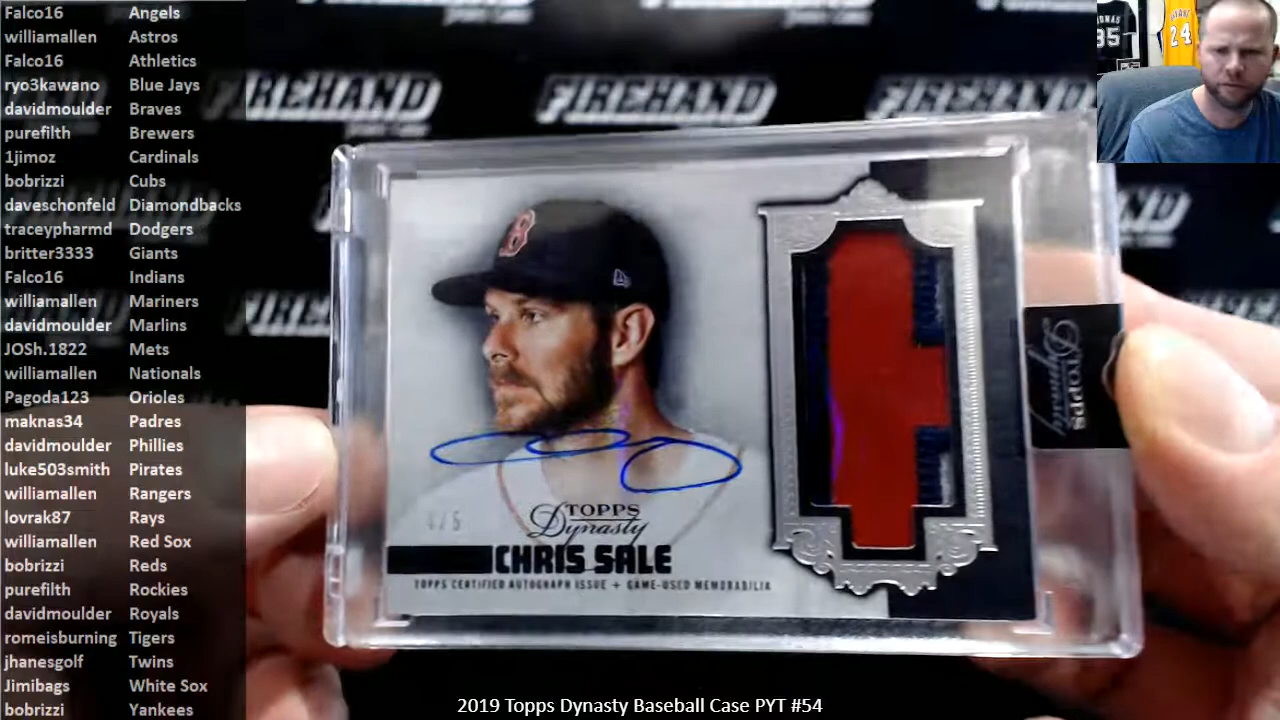 Falco16 Angels
williamallen Astros
Falco16 Athletics
ryo3kawano Blue Jays
davidmoulder Braves
purefilth Brewers
1jimoz Cardinals
bobrizzi Cubs
daveschonfeld Diamondbacks
traceypharmd Dodgers
britter3333 Giants
Falco16 Indians
williamallen Mariners
davidmoulder Marlins
JOSh.1822 Mets
williamallen Nationals
Pagoda123 Orioles
maknas34 Padres
davidmoulder Phillies
luke503smith Pirates
williamallen Rangers
lovrak87 Rays
williamallen Red Sox
bobrizzi Reds
purefilth Rockies
davidmoulder Royals
romeisburning Tigers
jhanesgolf Twins
Jimibags White Sox
bobrizzi Yankees
FIREHAND
FIREHAND
35
24
B
TOPPS
Dynasty
CHRIS SALE
TOPPS CERTIFIED AUTOGRAPH ISSUE + GAME-USED MEMORABILIA
TOPPS
Dynasty
2019 Topps Dynasty Baseball Case PYT #54